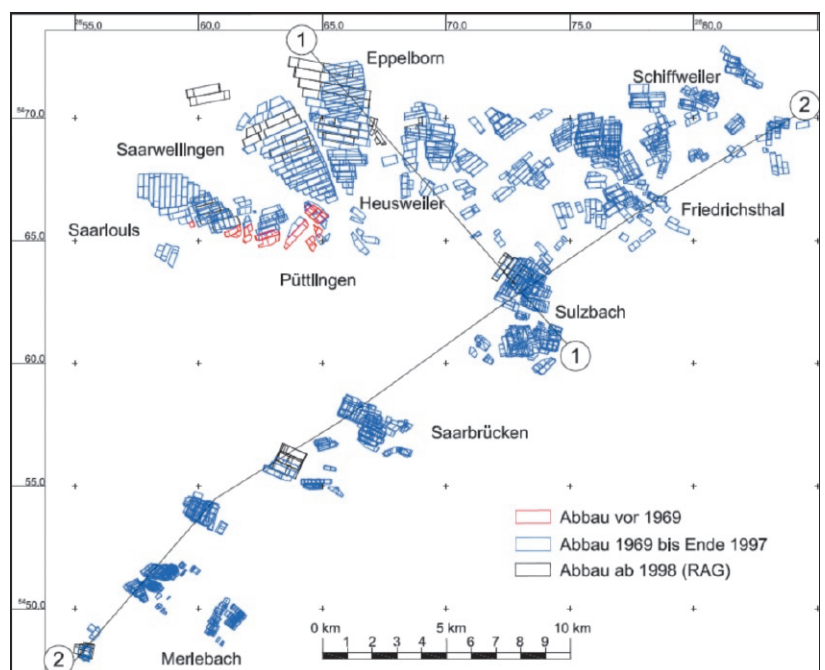 ²⁵55.0 60,0 65.0 70.0 75.0 ²⁵80.0
1
Eppelborn
Schiffweiler
2
⁵⁴70.0
Saarwellingen
Heusweiler
Friedrichsthal
Saarlouls
65.0
Püttlingen
Sulzbach
1
60.0
Saarbrücken
55.0
Abbau vor 1969
Abbau 1969 bis Ende 1997
Abbau ab 1998 (RAG)
⁵⁴50.0
0 km 5 km 10 km
1 2 3 4 6 7 8 9
2
Merlebach